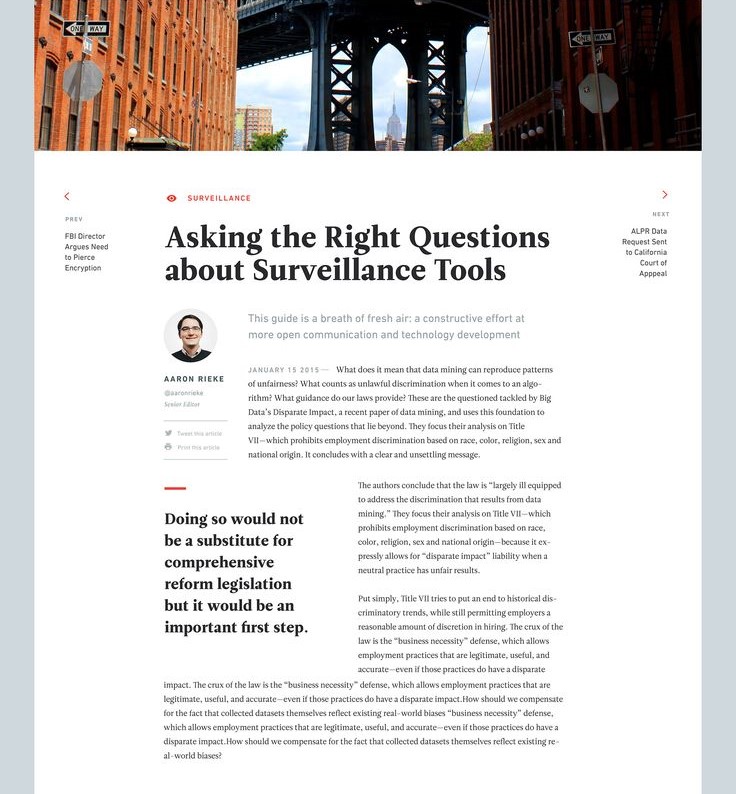 ONE WAY
ONE WAY
SURVEILLANCE
PREV
FBI Director
Argues Need
to Pierce
Encryption
NEXT
ALPR Data
Request Sent
to California
Court of
Apppeal
Asking the Right Questions
about Surveillance Tools
This guide is a breath of fresh air: a constructive effort at
more open communication and technology development
AARON RIEKE
@aaronrieke
Senior Editor
Tweet this article
Print this article
JANUARY 15 2015— What does it mean that data mining can reproduce patterns
of unfairness? What counts as unlawful discrimination when it comes to an algo-
rithm? What guidance do our laws provide? These are the questioned tackled by Big
Data's Disparate Impact, a recent paper of data mining, and uses this foundation to
analyze the policy questions that lie beyond. They focus their analysis on Title
VII—which prohibits employment discrimination based on race, color, religion, sex and
national origin. It concludes with a clear and unsettling message.
Doing so would not
be a substitute for
comprehensive
reform legislation
but it would be an
important first step.
The authors conclude that the law is “largely ill equipped
to address the discrimination that results from data
mining.” They focus their analysis on Title VII—which
prohibits employment discrimination based on race,
color, religion, sex and national origin—because it ex-
pressly allows for “disparate impact” liability when a
neutral practice has unfair results.
Put simply, Title VII tries to put an end to historical dis-
criminatory trends, while still permitting employers a
reasonable amount of discretion in hiring. The crux of the
law is the “business necessity” defense, which allows
employment practices that are legitimate, useful, and
accurate—even if those practices do have a disparate
impact. The crux of the law is the “business necessity” defense, which allows employment practices that are
legitimate, useful, and accurate—even if those practices do have a disparate impact.How should we compensate
for the fact that collected datasets themselves reflect existing real-world biases “business necessity” defense,
which allows employment practices that are legitimate, useful, and accurate—even if those practices do have a
disparate impact.How should we compensate for the fact that collected datasets themselves reflect existing re-
al-world biases?